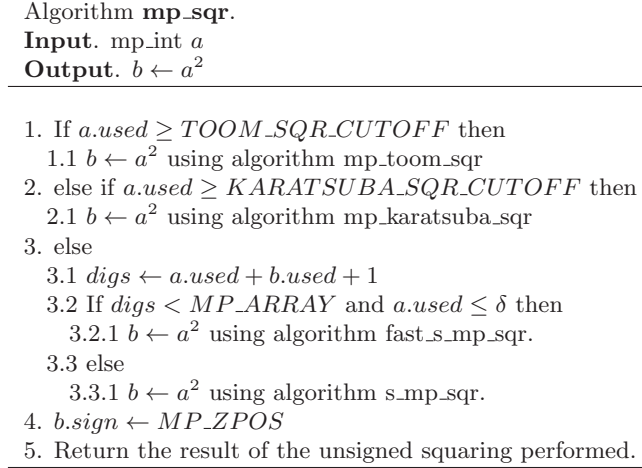 Algorithm mp_sqr.
Input. mp_int a
Output. b ← a²
1. If a.used ≥ TOOM_SQR_CUTOFF then
1.1 b ← a² using algorithm mp_toom_sqr
2. else if a.used ≥ KARATSUBA_SQR_CUTOFF then
2.1 b ← a² using algorithm mp_karatsuba_sqr
3. else
3.1 digs ← a.used + b.used + 1
3.2 If digs < MP_ARRAY and a.used ≤ δ then
3.2.1 b ← a² using algorithm fast_s_mp_sqr.
3.3 else
3.3.1 b ← a² using algorithm s_mp_sqr.
4. b.sign ← MP_ZPOS
5. Return the result of the unsigned squaring performed.